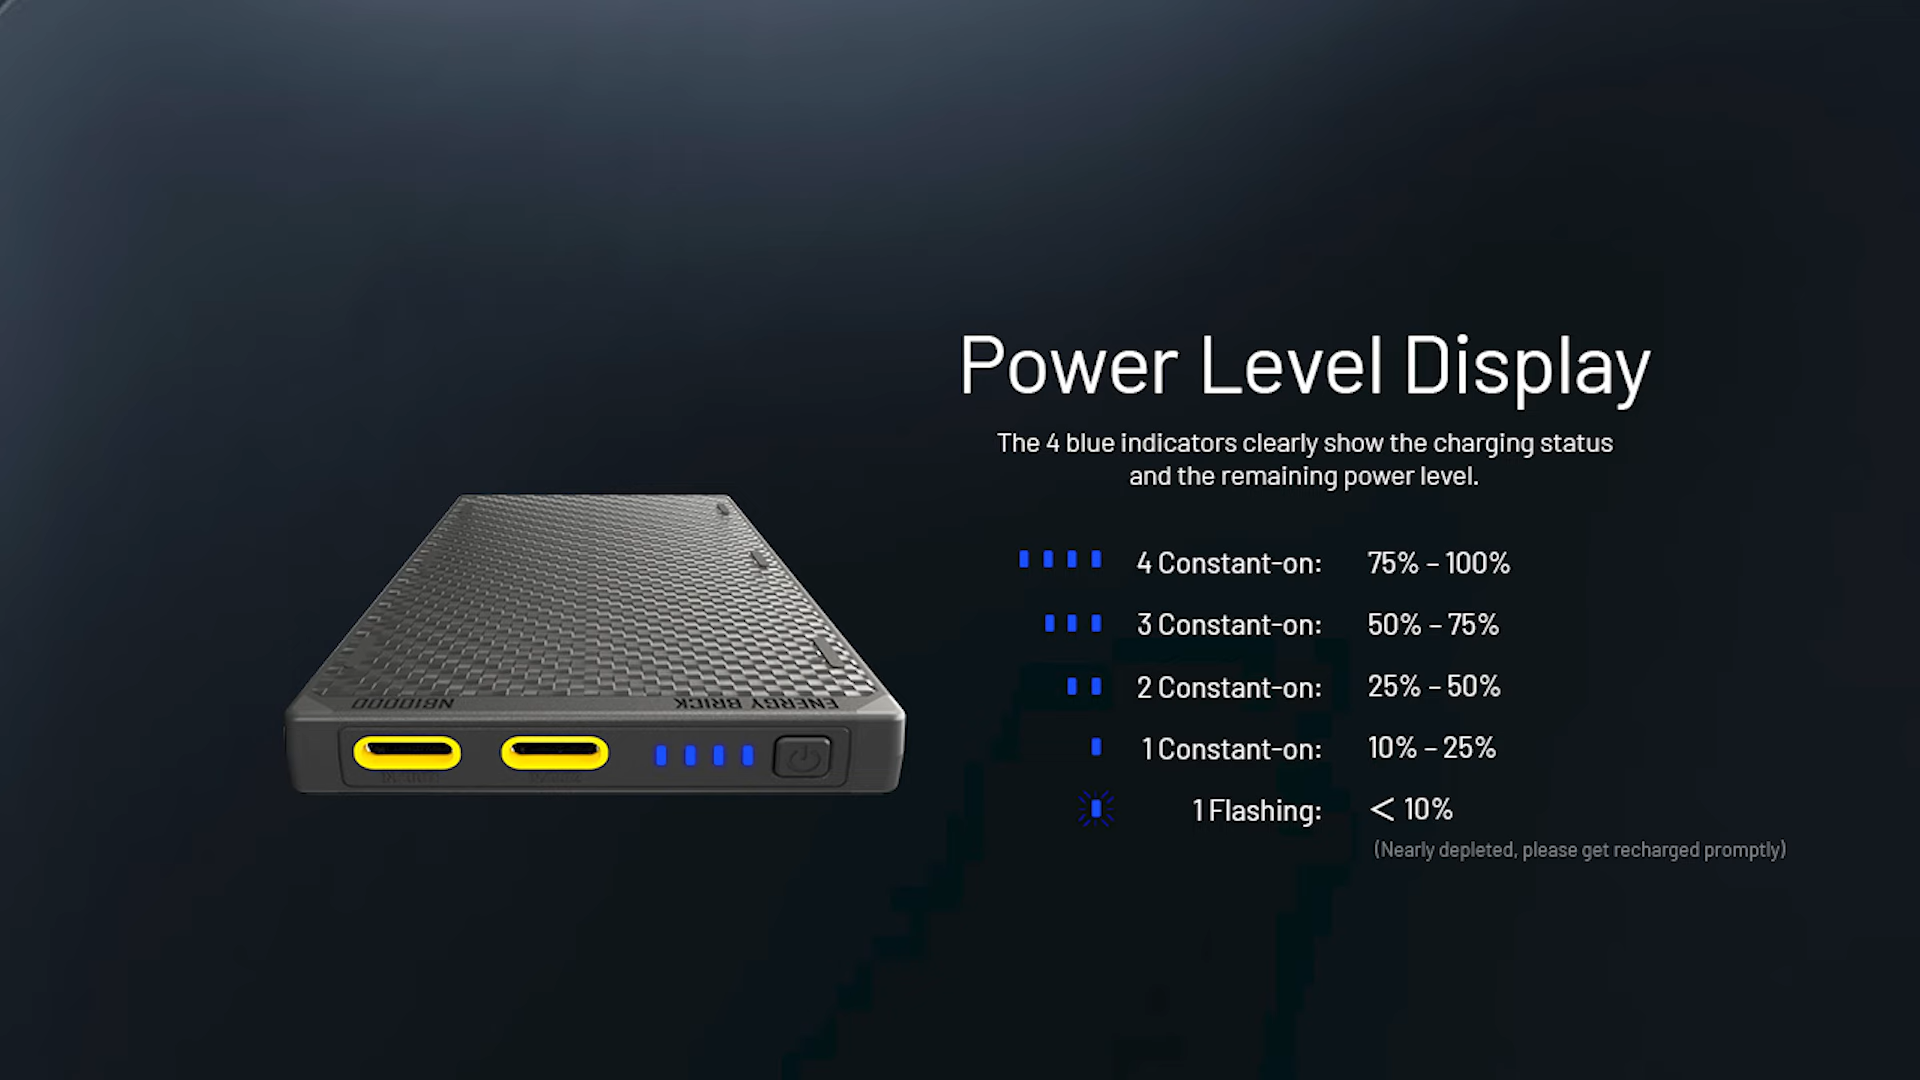 Power Level Display
The 4 blue indicators clearly show the charging status
and the remaining power level.
4 Constant-on: 75% – 100%
3 Constant-on: 50% – 75%
2 Constant-on: 25% – 50%
1 Constant-on: 10% – 25%
1 Flashing: < 10%
(Nearly depleted, please get recharged promptly)
NB10000
ENERGY BRICK